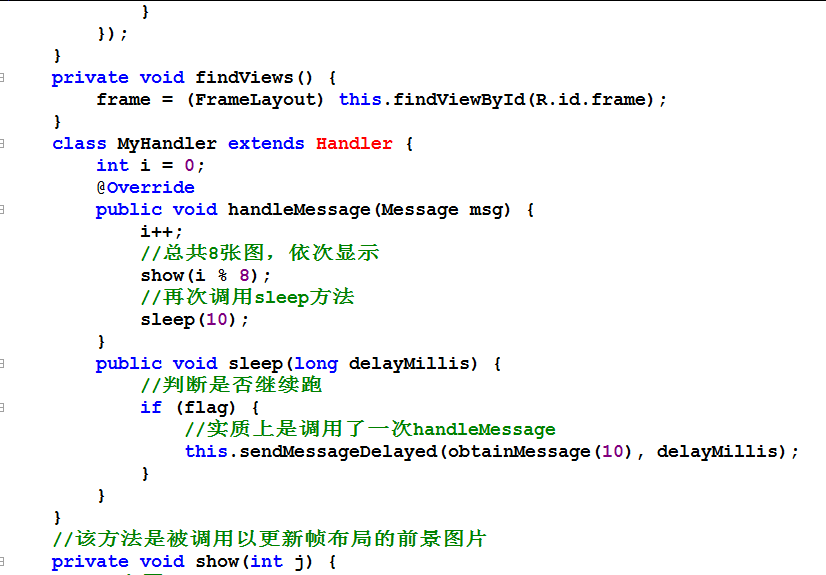 }
    });
}
private void findViews() {
    frame = (FrameLayout) this.findViewById(R.id.frame);
}
class MyHandler extends Handler {
    int i = 0;
    @Override
    public void handleMessage(Message msg) {
        i++;
        //总共8张图，依次显示
        show(i % 8);
        //再次调用sleep方法
        sleep(10);
    }
    public void sleep(long delayMillis) {
        //判断是否继续跑
        if (flag) {
            //实质上是调用了一次handleMessage
            this.sendMessageDelayed(obtainMessage(10), delayMillis);
        }
    }
}
//该方法是被调用以更新帧布局的前景图片
private void show(int j) {